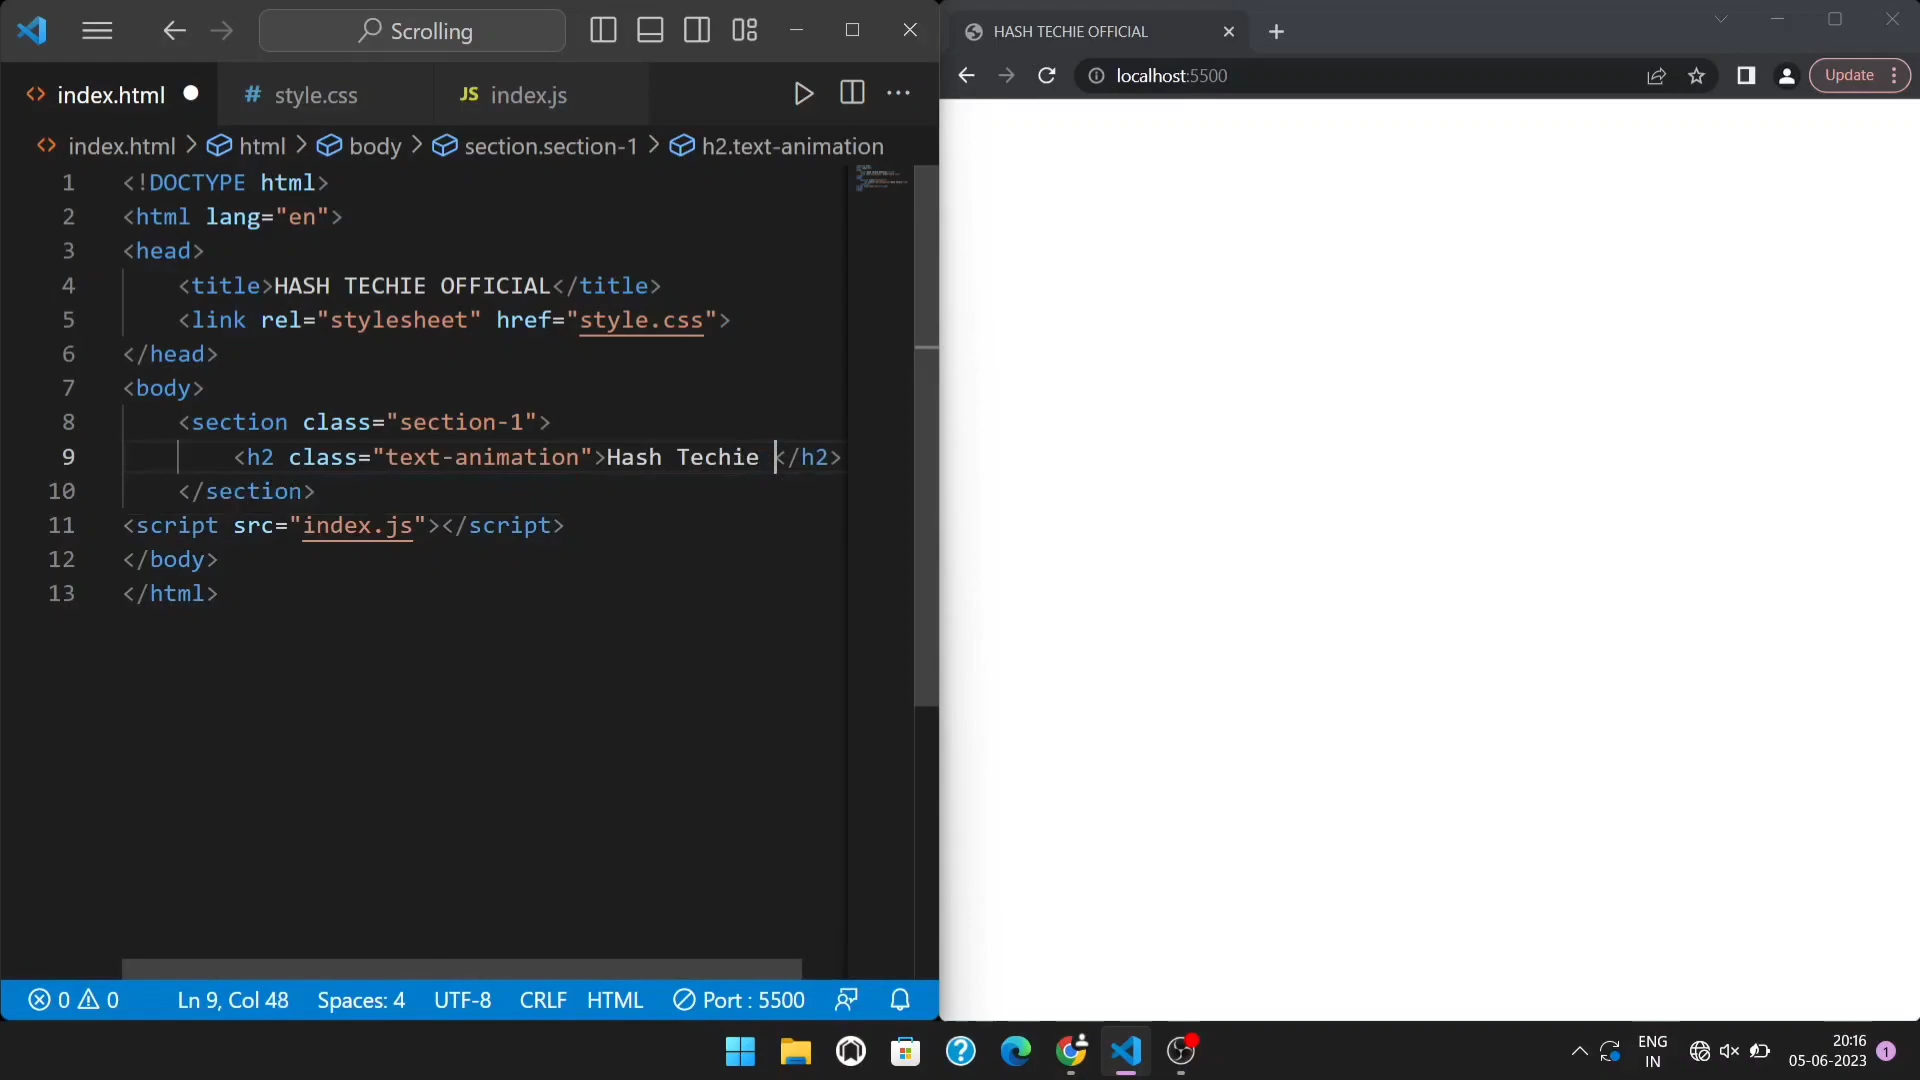 Scrolling
HASH TECHIE OFFICIAL
localhost:5500
Update
index.html
# style.css
JS index.js
index.html > html > body > section.section-1 > h2.text-animation
1 <!DOCTYPE html>
2 <html lang="en">
3 <head>
4 <title>HASH TECHIE OFFICIAL</title>
5 <link rel="stylesheet" href="style.css">
6 </head>
7 <body>
8 <section class="section-1">
9 <h2 class="text-animation">Hash Techie </h2>
10 </section>
11 <script src="index.js"></script>
12 </body>
13 </html>
0 0 Ln 9, Col 48 Spaces: 4 UTF-8 CRLF HTML Port : 5500
ENG
IN
20:16
05-06-2023
1